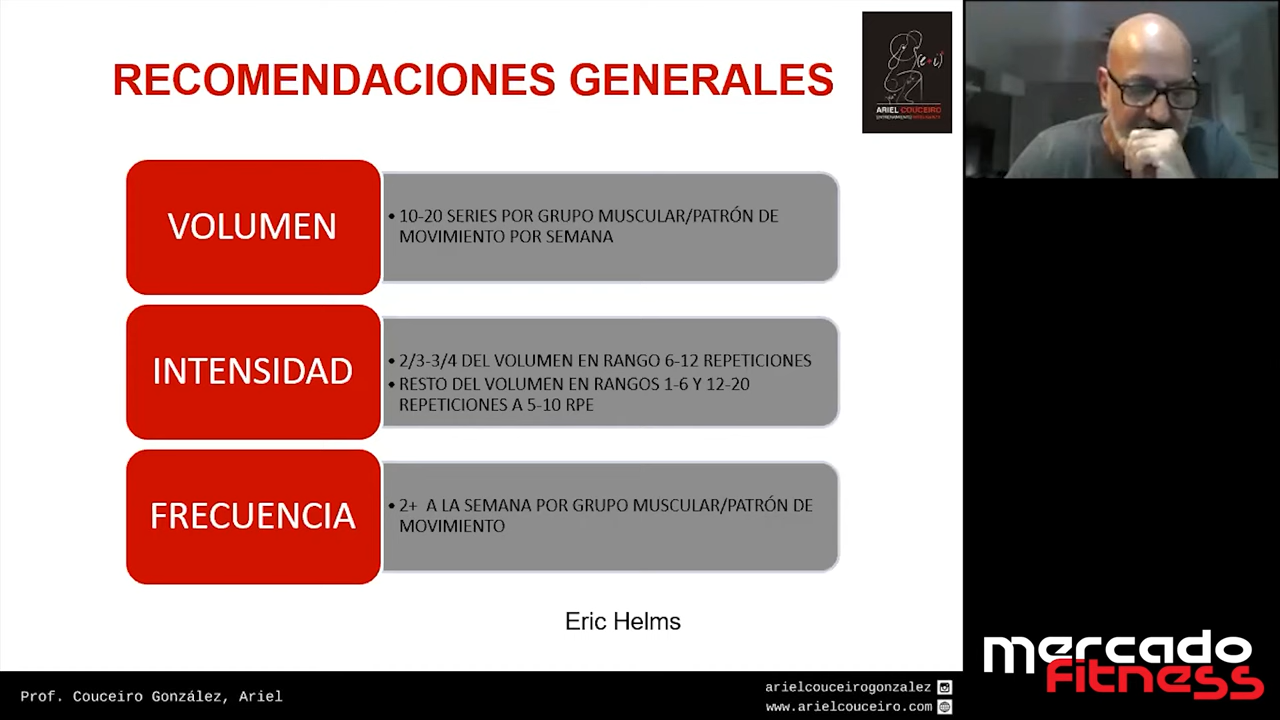 RECOMENDACIONES GENERALES
(e+i)
ARIEL COUCEIRO
VOLUMEN
• 10-20 SERIES POR GRUPO MUSCULAR/PATRÓN DE
MOVIMIENTO POR SEMANA
INTENSIDAD
• 2/3-3/4 DEL VOLUMEN EN RANGO 6-12 REPETICIONES
• RESTO DEL VOLUMEN EN RANGOS 1-6 Y 12-20
REPETICIONES A 5-10 RPE
FRECUENCIA
• 2+ A LA SEMANA POR GRUPO MUSCULAR/PATRÓN DE
MOVIMIENTO
Eric Helms
Prof. Couceiro González, Ariel
arielcouceirogonzalez
www.arielcouceiro.com
mercado
fitness